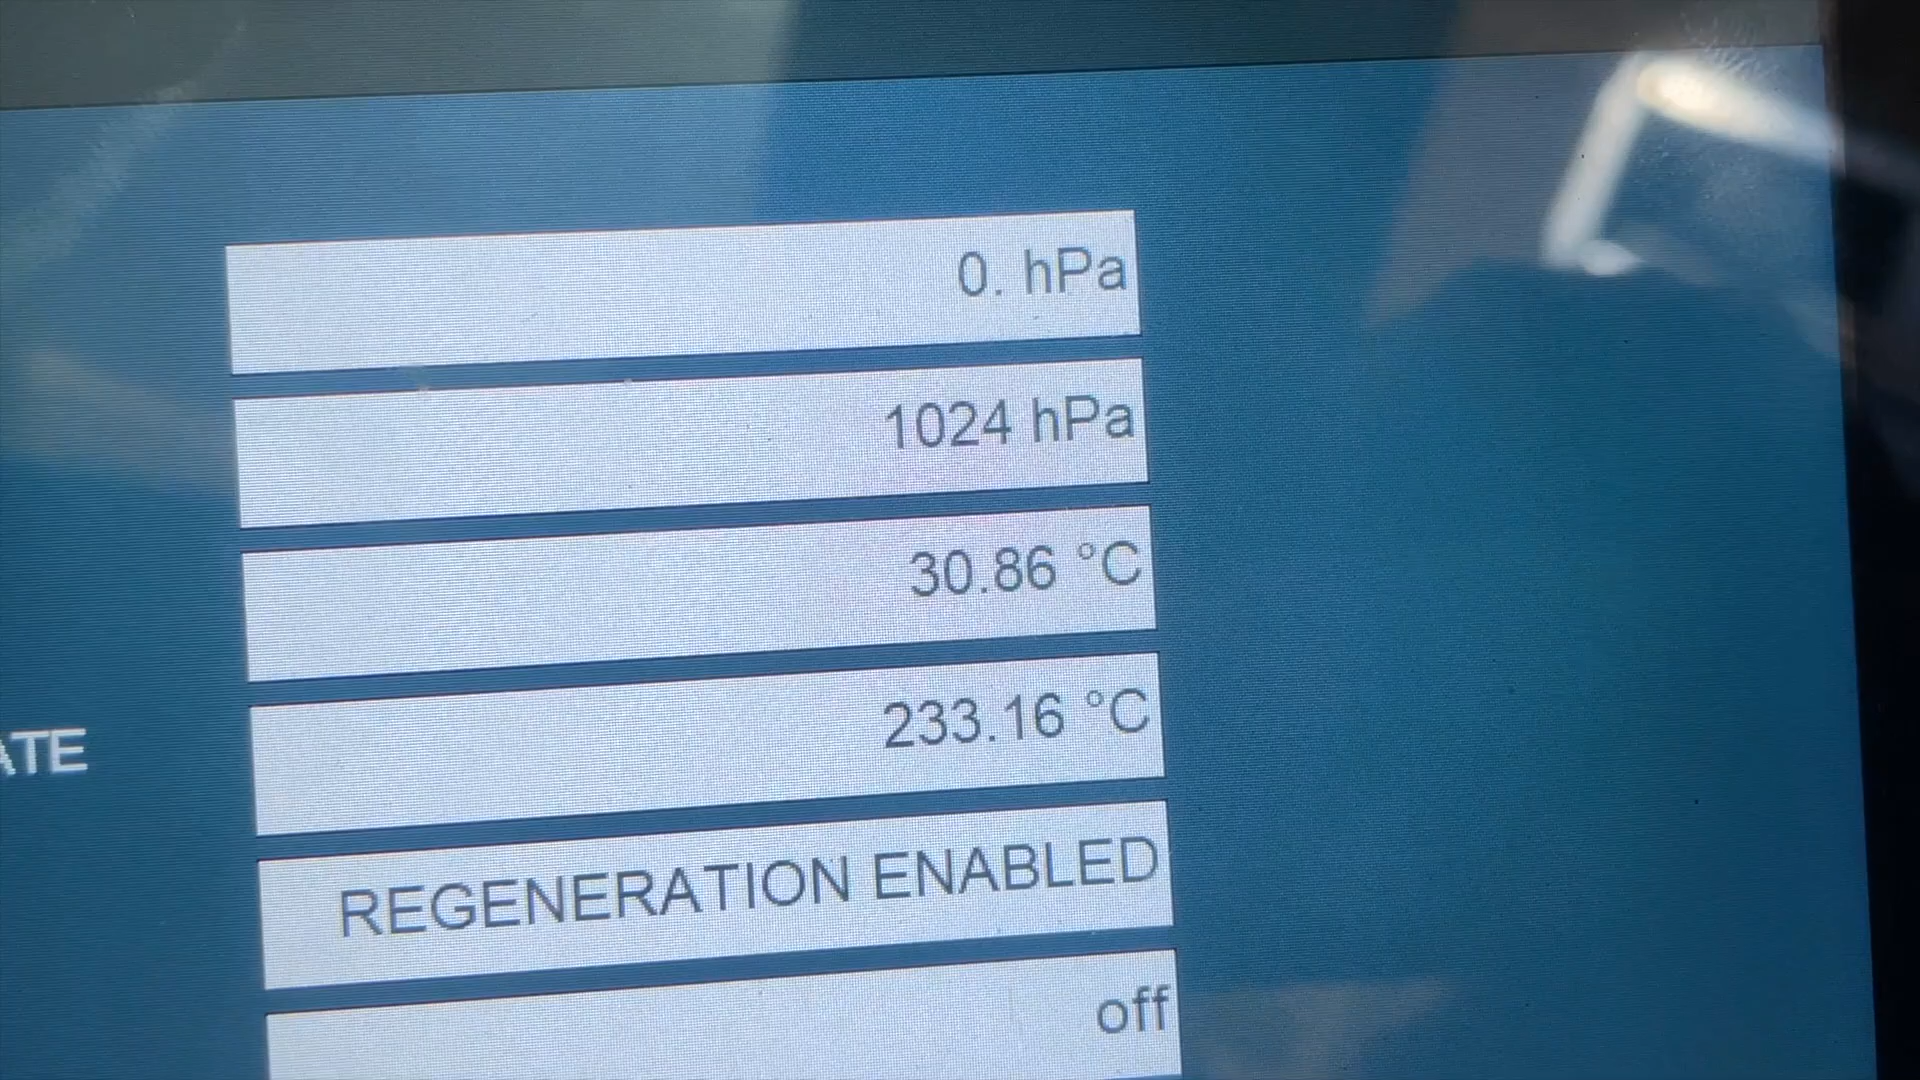 0. hPa
1024 hPa
30.86 °C
233.16 °C
ATE
REGENERATION ENABLED
off